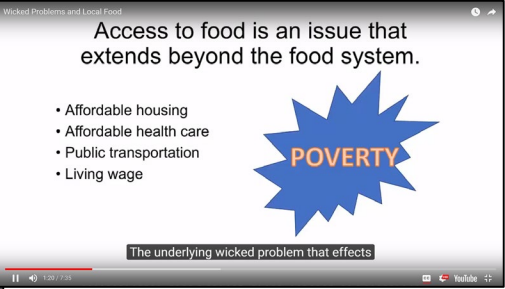 Wicked Problems and Local Food
Access to food is an issue that
extends beyond the food system.
• Affordable housing
• Affordable health care
• Public transportation
• Living wage
POVERTY
The underlying wicked problem that effects
1:20 / 7:35
YouTube